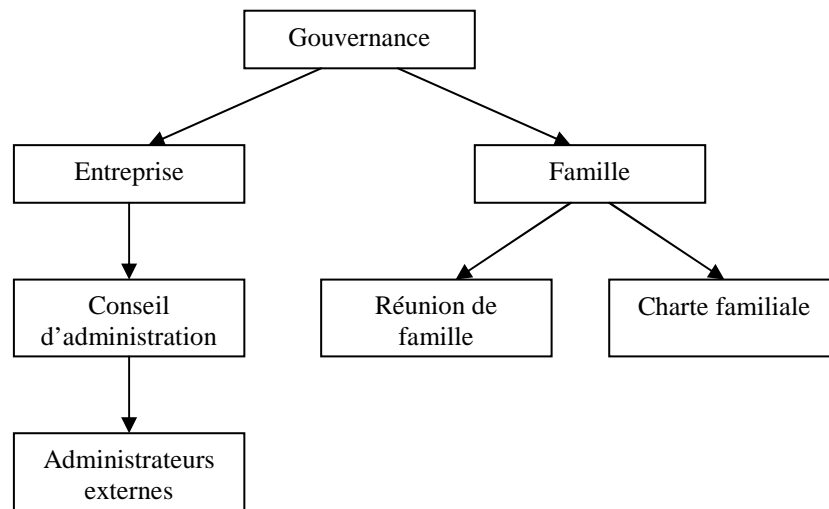 Gouvernance
Entreprise
Famille
Conseil
d’administration
Réunion de
famille
Charte familiale
Administrateurs
externes